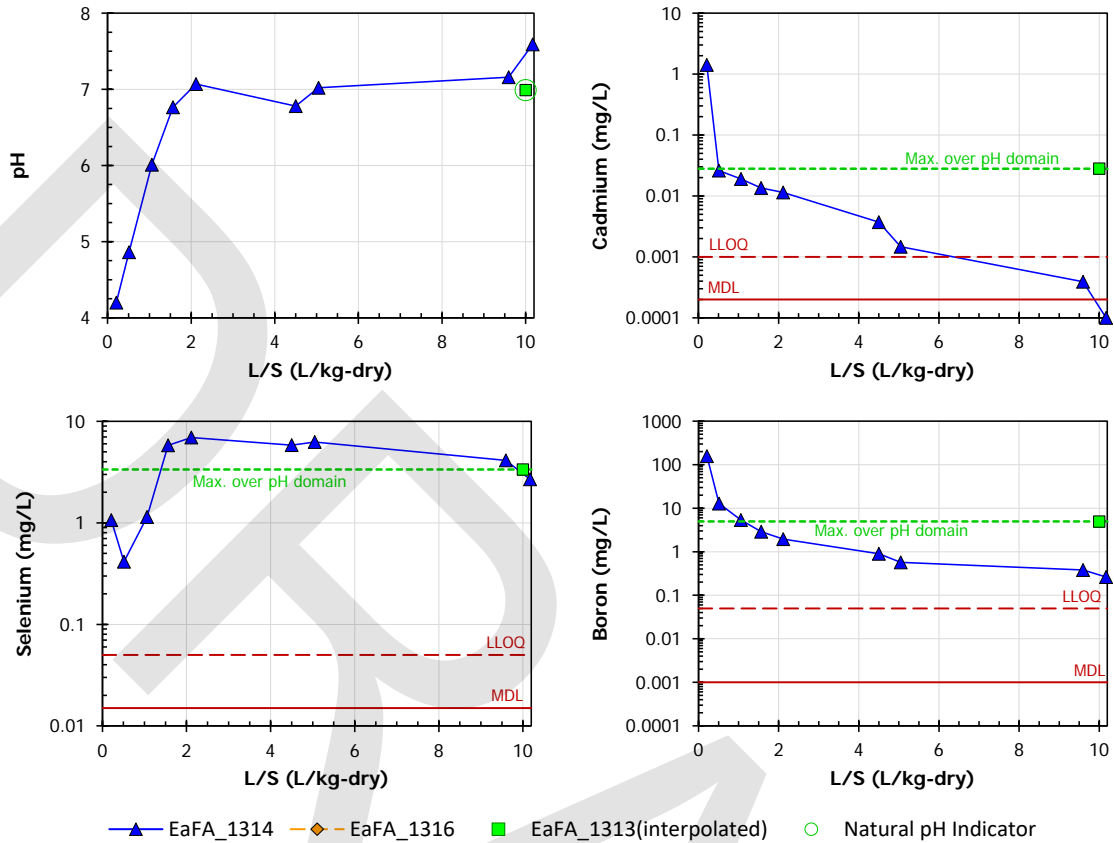 8
7
6
5
4
0
2
4
6
8
10
pH
L/S (L/kg-dry)
10
1
0.1
0.01
0.001
0.0001
0
2
4
6
8
10
Cadmium (mg/L)
L/S (L/kg-dry)
Max. over pH domain
LLOQ
MDL
10
1
0.1
0.01
0
2
4
6
8
10
Selenium (mg/L)
L/S (L/kg-dry)
Max. over pH domain
LLOQ
MDL
1000
100
10
1
0.1
0.01
0.001
0.0001
0
2
4
6
8
10
Boron (mg/L)
L/S (L/kg-dry)
Max. over pH domain
LLOQ
MDL
EaFA_1314
EaFA_1316
EaFA_1313(interpolated)
Natural pH Indicator